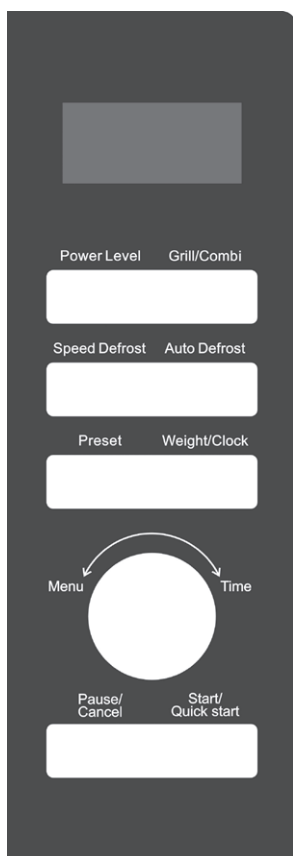 Power Level Grill/Combi
Speed Defrost Auto Defrost
Preset Weight/Clock
Menu Time
Pause/ Start/
Cancel Quick start